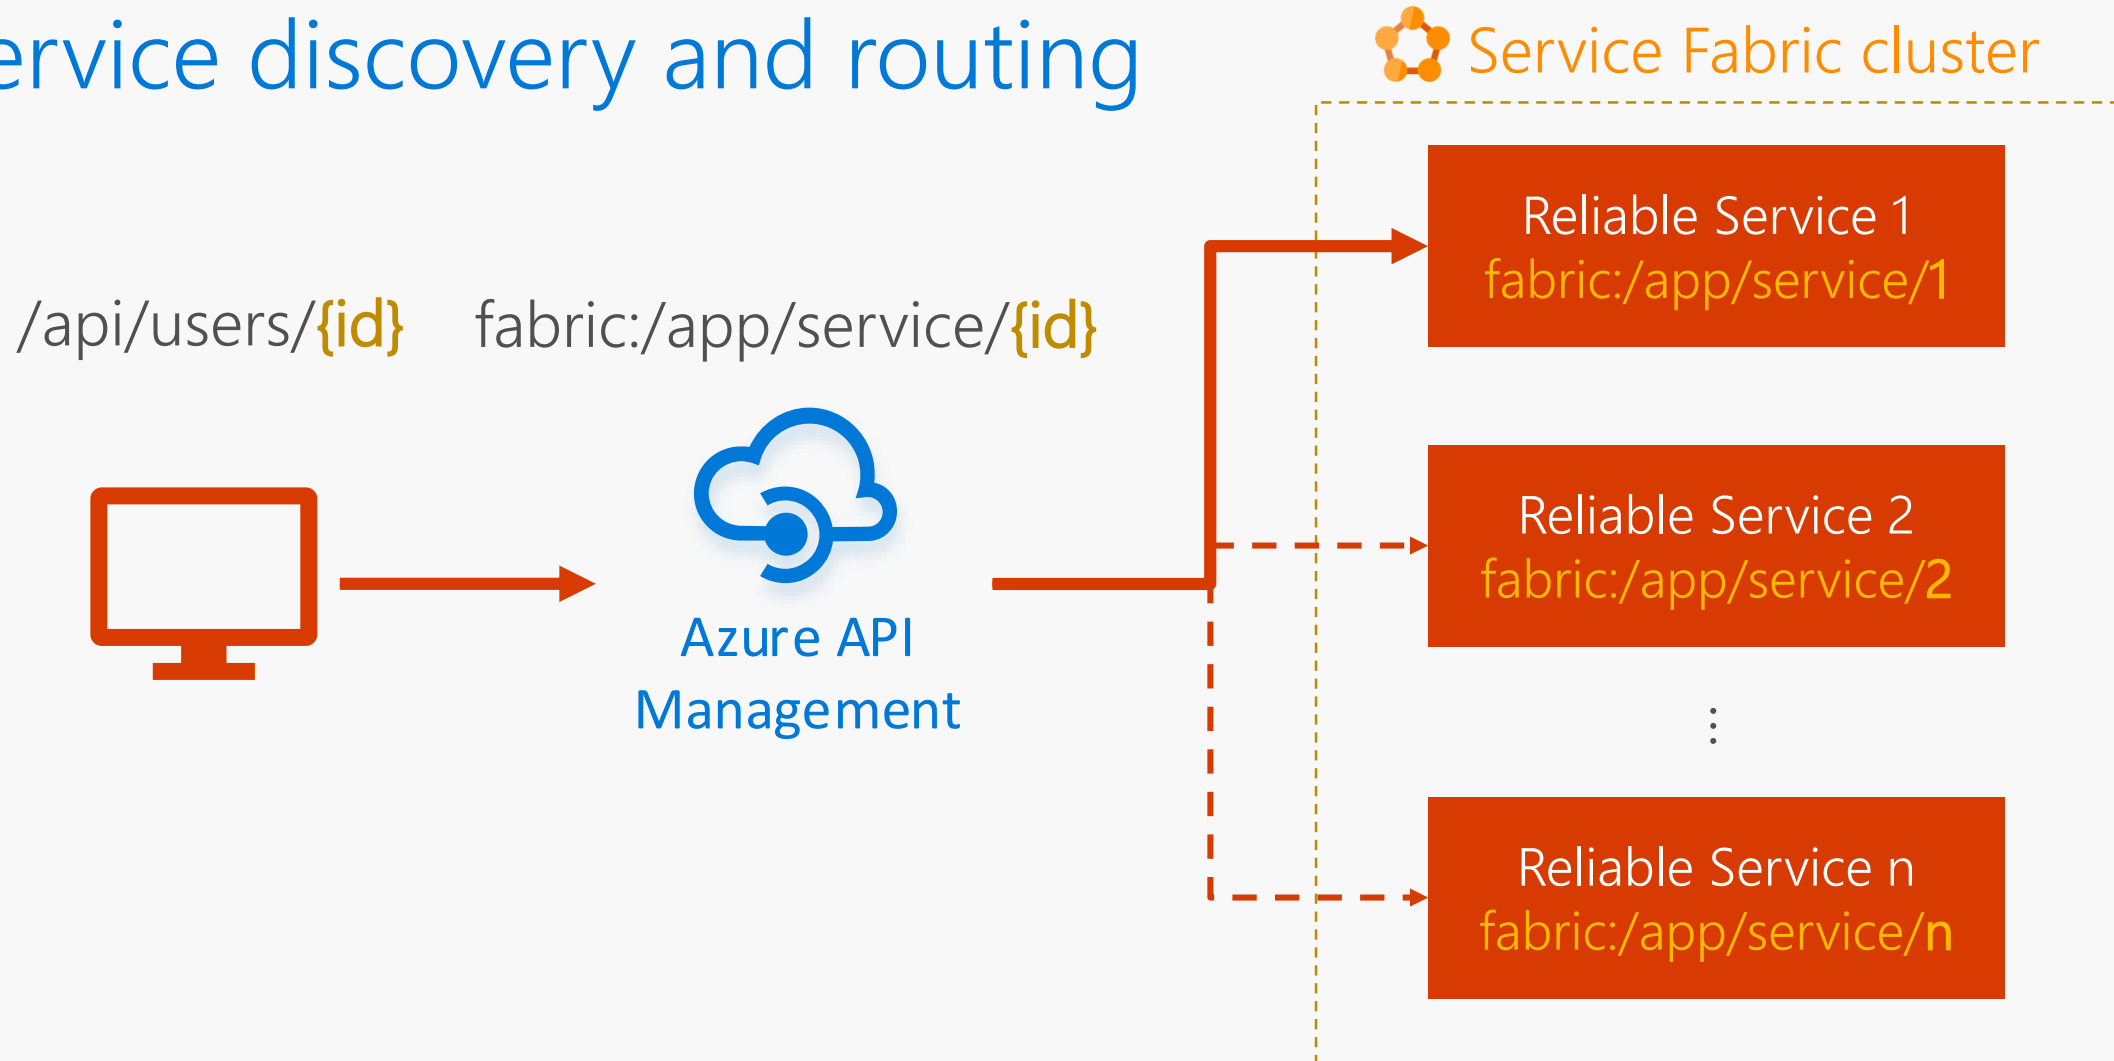 ervice discovery and routing
Service Fabric cluster
/api/users/{id}
fabric:/app/service/{id}
Azure API
Management
Reliable Service 1
fabric:/app/service/1
Reliable Service 2
fabric:/app/service/2
⋮
Reliable Service n
fabric:/app/service/n